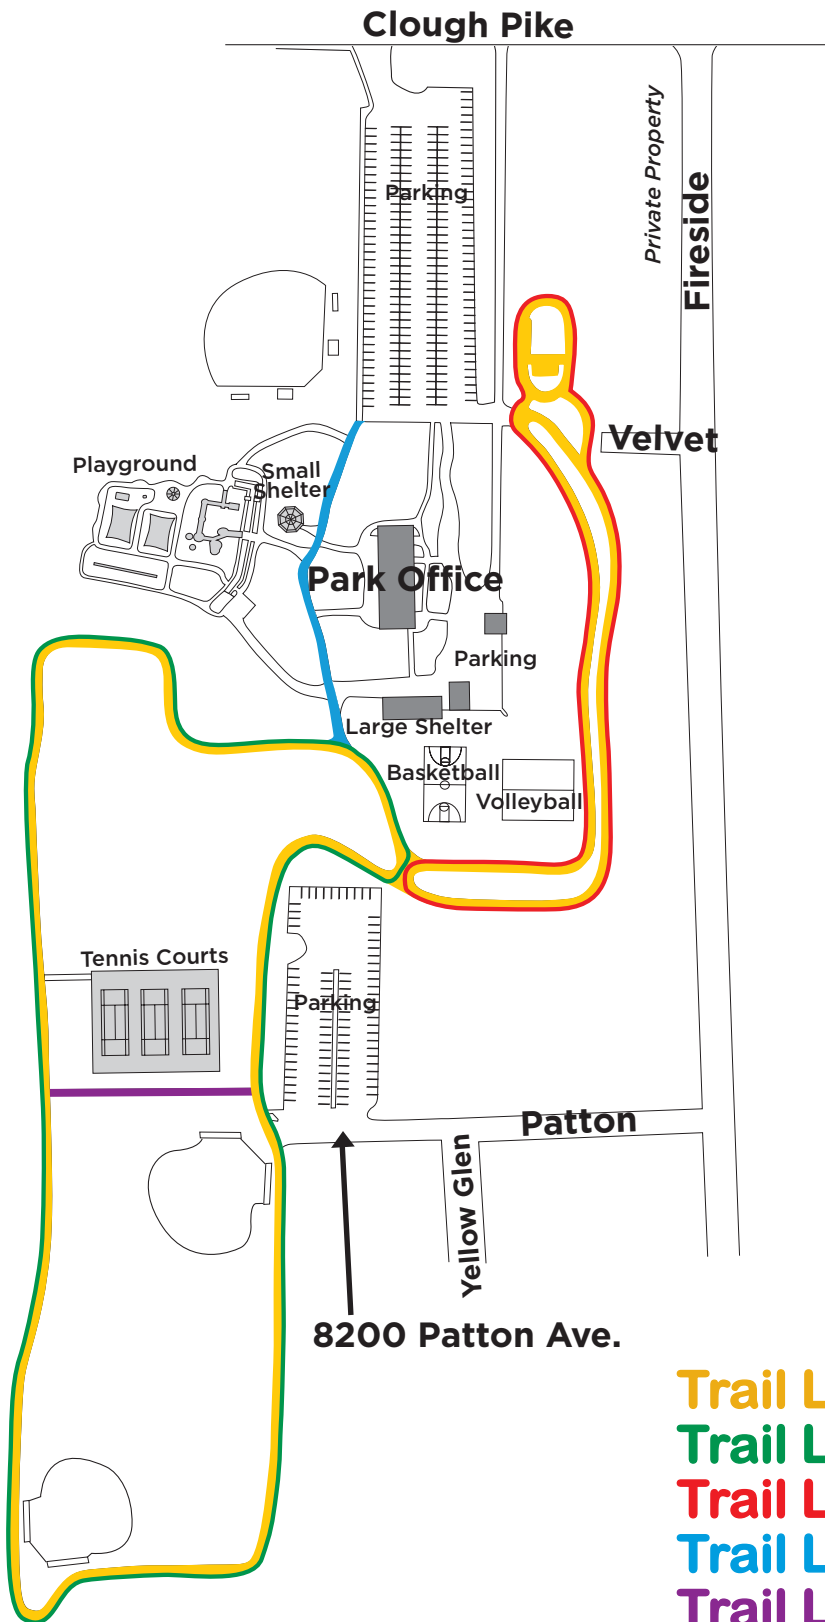 Clough Pike
Parking
Private Property
Fireside
Velvet
Playground
Small
Shelter
Park Office
Parking
Large Shelter
Basketball
Volleyball
Tennis Courts
Parking
Patton
Yellow Glen
8200 Patton Ave.
Trail L
Trail L
Trail L
Trail L
Trail L